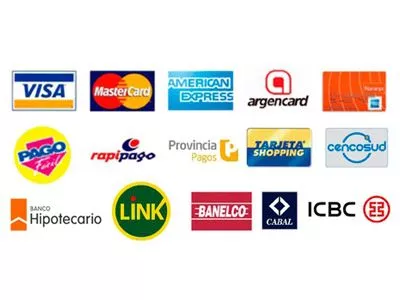 VISA
MasterCard
AMERICAN
EXPRESS
argencard
Naranja
PAGO
fácil
rapipago
Provincia
Pagos
TARJETA
SHOPPING
cencosud
BANCO
Hipotecario
LINK
BANELCO
CABAL
ICBC